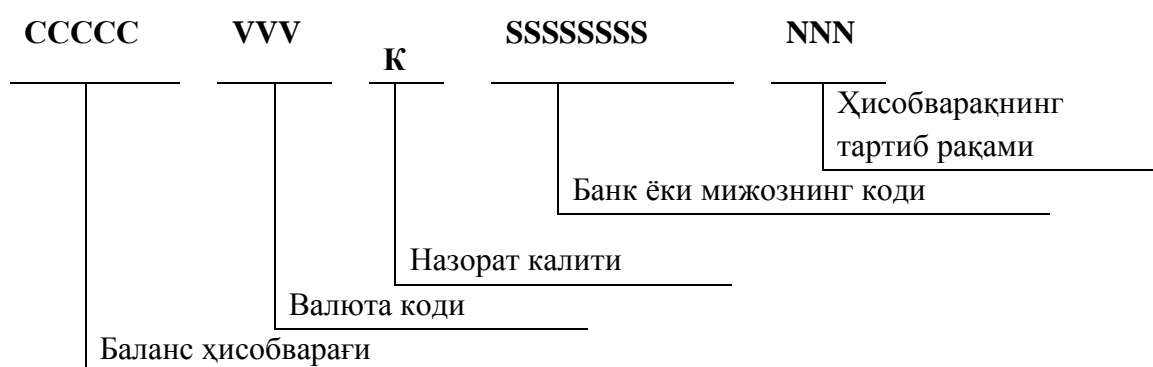 CCCCC VVV К SSSSSSSS NNN
Ҳисобварақнинг
тартиб рақами
Банк ёки мижознинг коди
Назорат калити
Валюта коди
Баланс ҳисобварағи